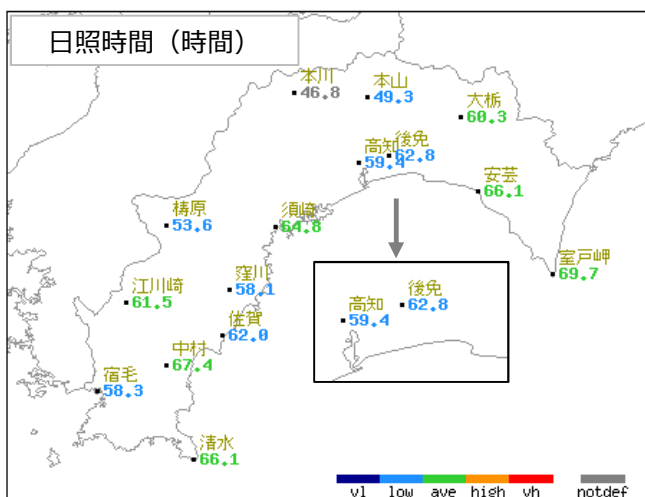 日照時間（時間）
本川
46.8
本山
49.3
大栃
60.3
高知
59.4
後免
62.8
安芸
66.1
梼原
53.6
須崎
64.8
室戸岬
69.7
江川崎
61.5
窪川
58.1
佐賀
62.0
後免
62.8
高知
59.4
中村
67.4
宿毛
58.3
清水
66.1
vl low ave high vh notdef